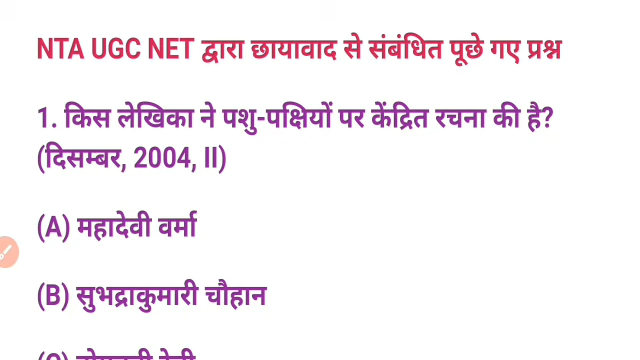 NTA UGC NET द्वारा छायावाद से संबंधित पूछे गए प्रश्न
1. किस लेखिका ने पशु-पक्षियों पर केंद्रित रचना की है?
(दिसम्बर, 2004, II)
(A) महादेवी वर्मा
(B) सुभद्राकुमारी चौहान